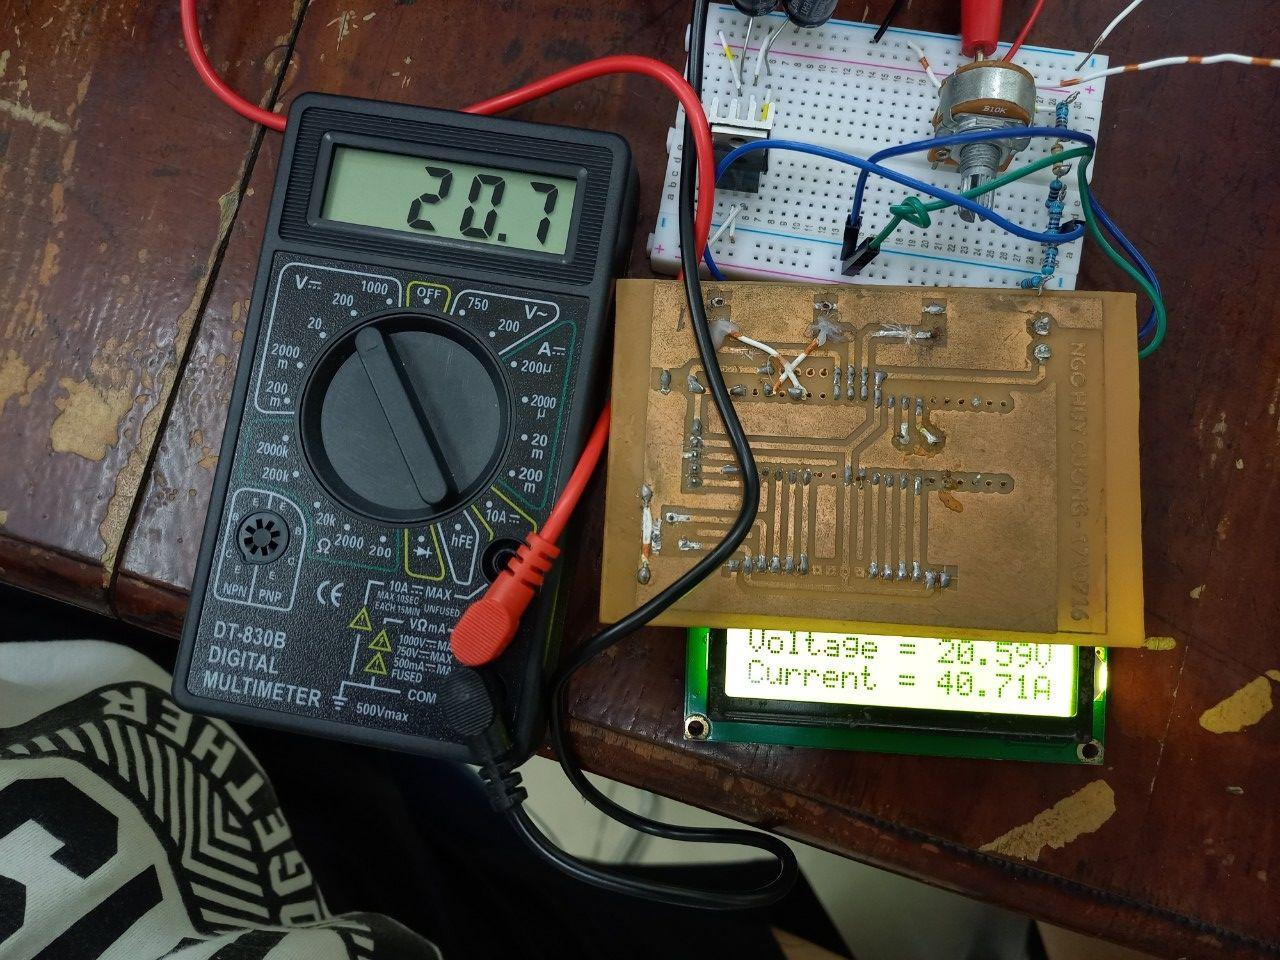 20.7
V⎓
1000
OFF
750
V~
200
200
20
A⎓
200µ
2000
m
2000
µ
200
m
20
m
2000k
200
m
200k
20k
2000
200
Ω
hFE
10A⎓
NPN
PNP
CE
10A⎓MAX
MAX 10SEC UNFUSED
EACH 15MIN
VΩmA
1000V⎓MAX
750V~MAX
500mA⎓MAX
FUSED
COM
500Vmax
DT-830B
DIGITAL
MULTIMETER
B10K
Voltage = 20.59V
Current = 40.71A
TOGETHER